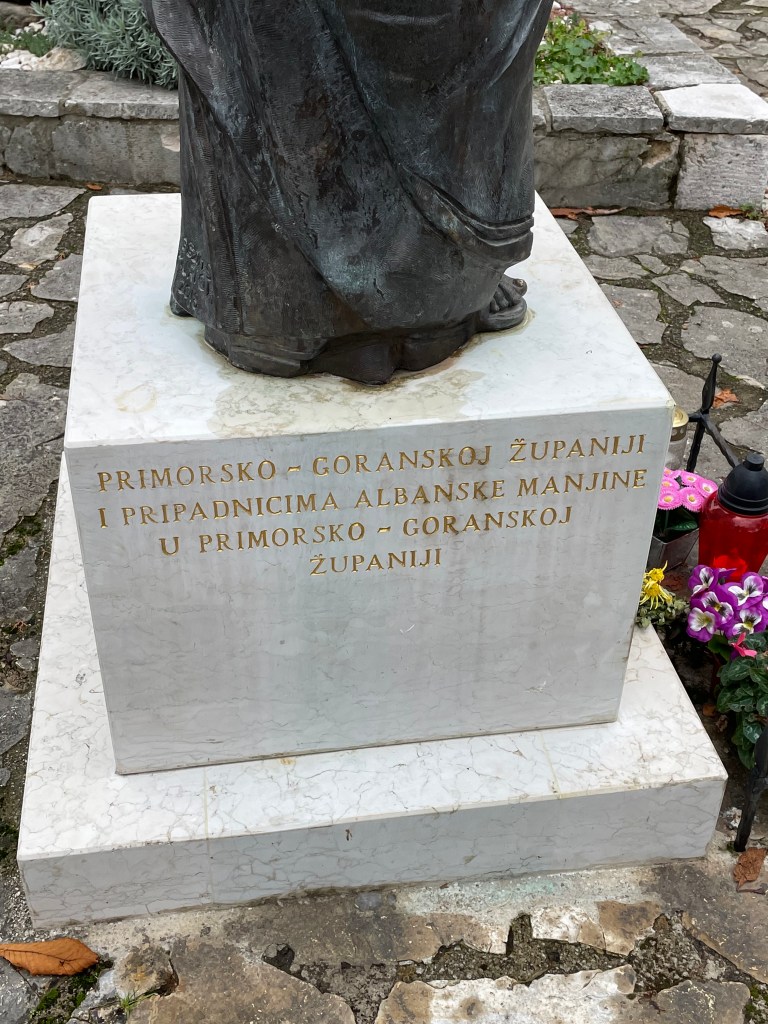 PRIMORSKO - GORANSKOJ ŽUPANIJI
I PRIPADNICIMA ALBANSKE MANJINE
U PRIMORSKO - GORANSKOJ
ŽUPANIJI